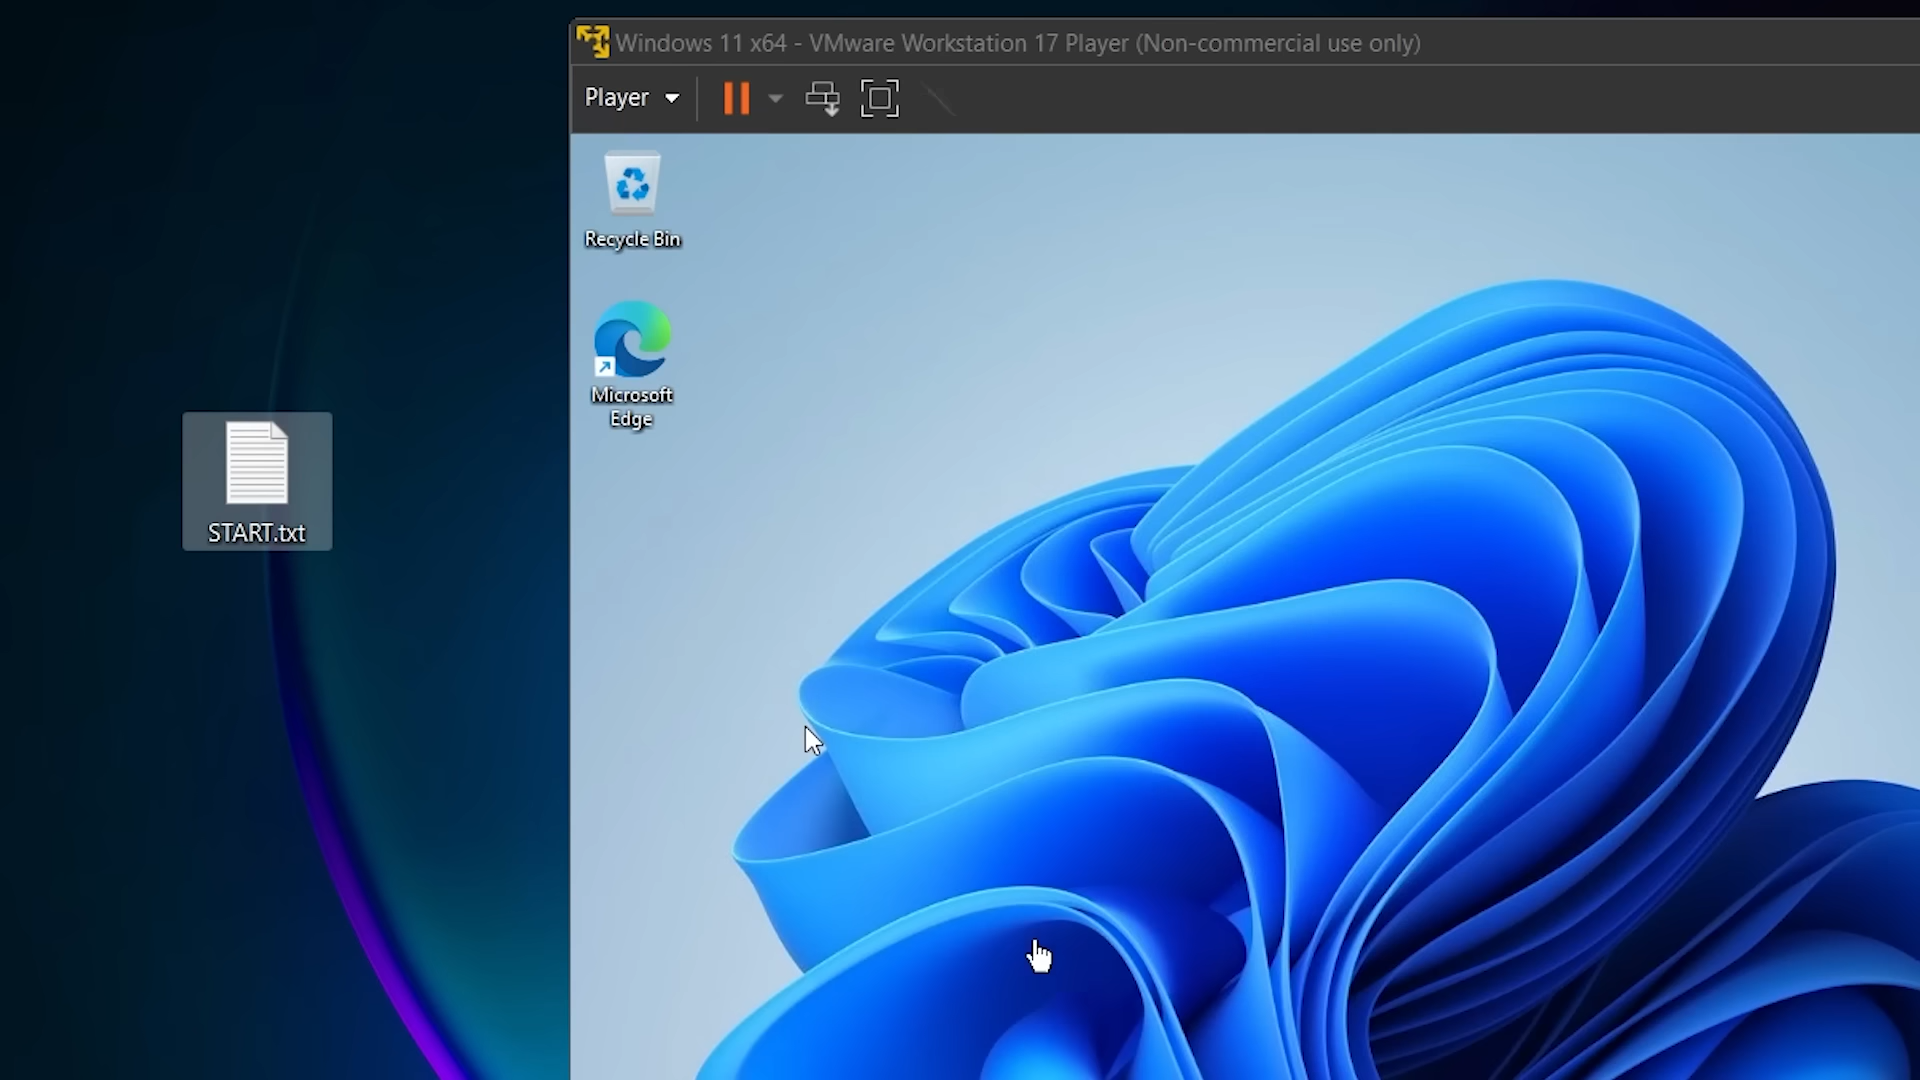 Windows 11 x64 - VMware Workstation 17 Player (Non-commercial use only)
Player
Recycle Bin
Microsoft
Edge
START.txt